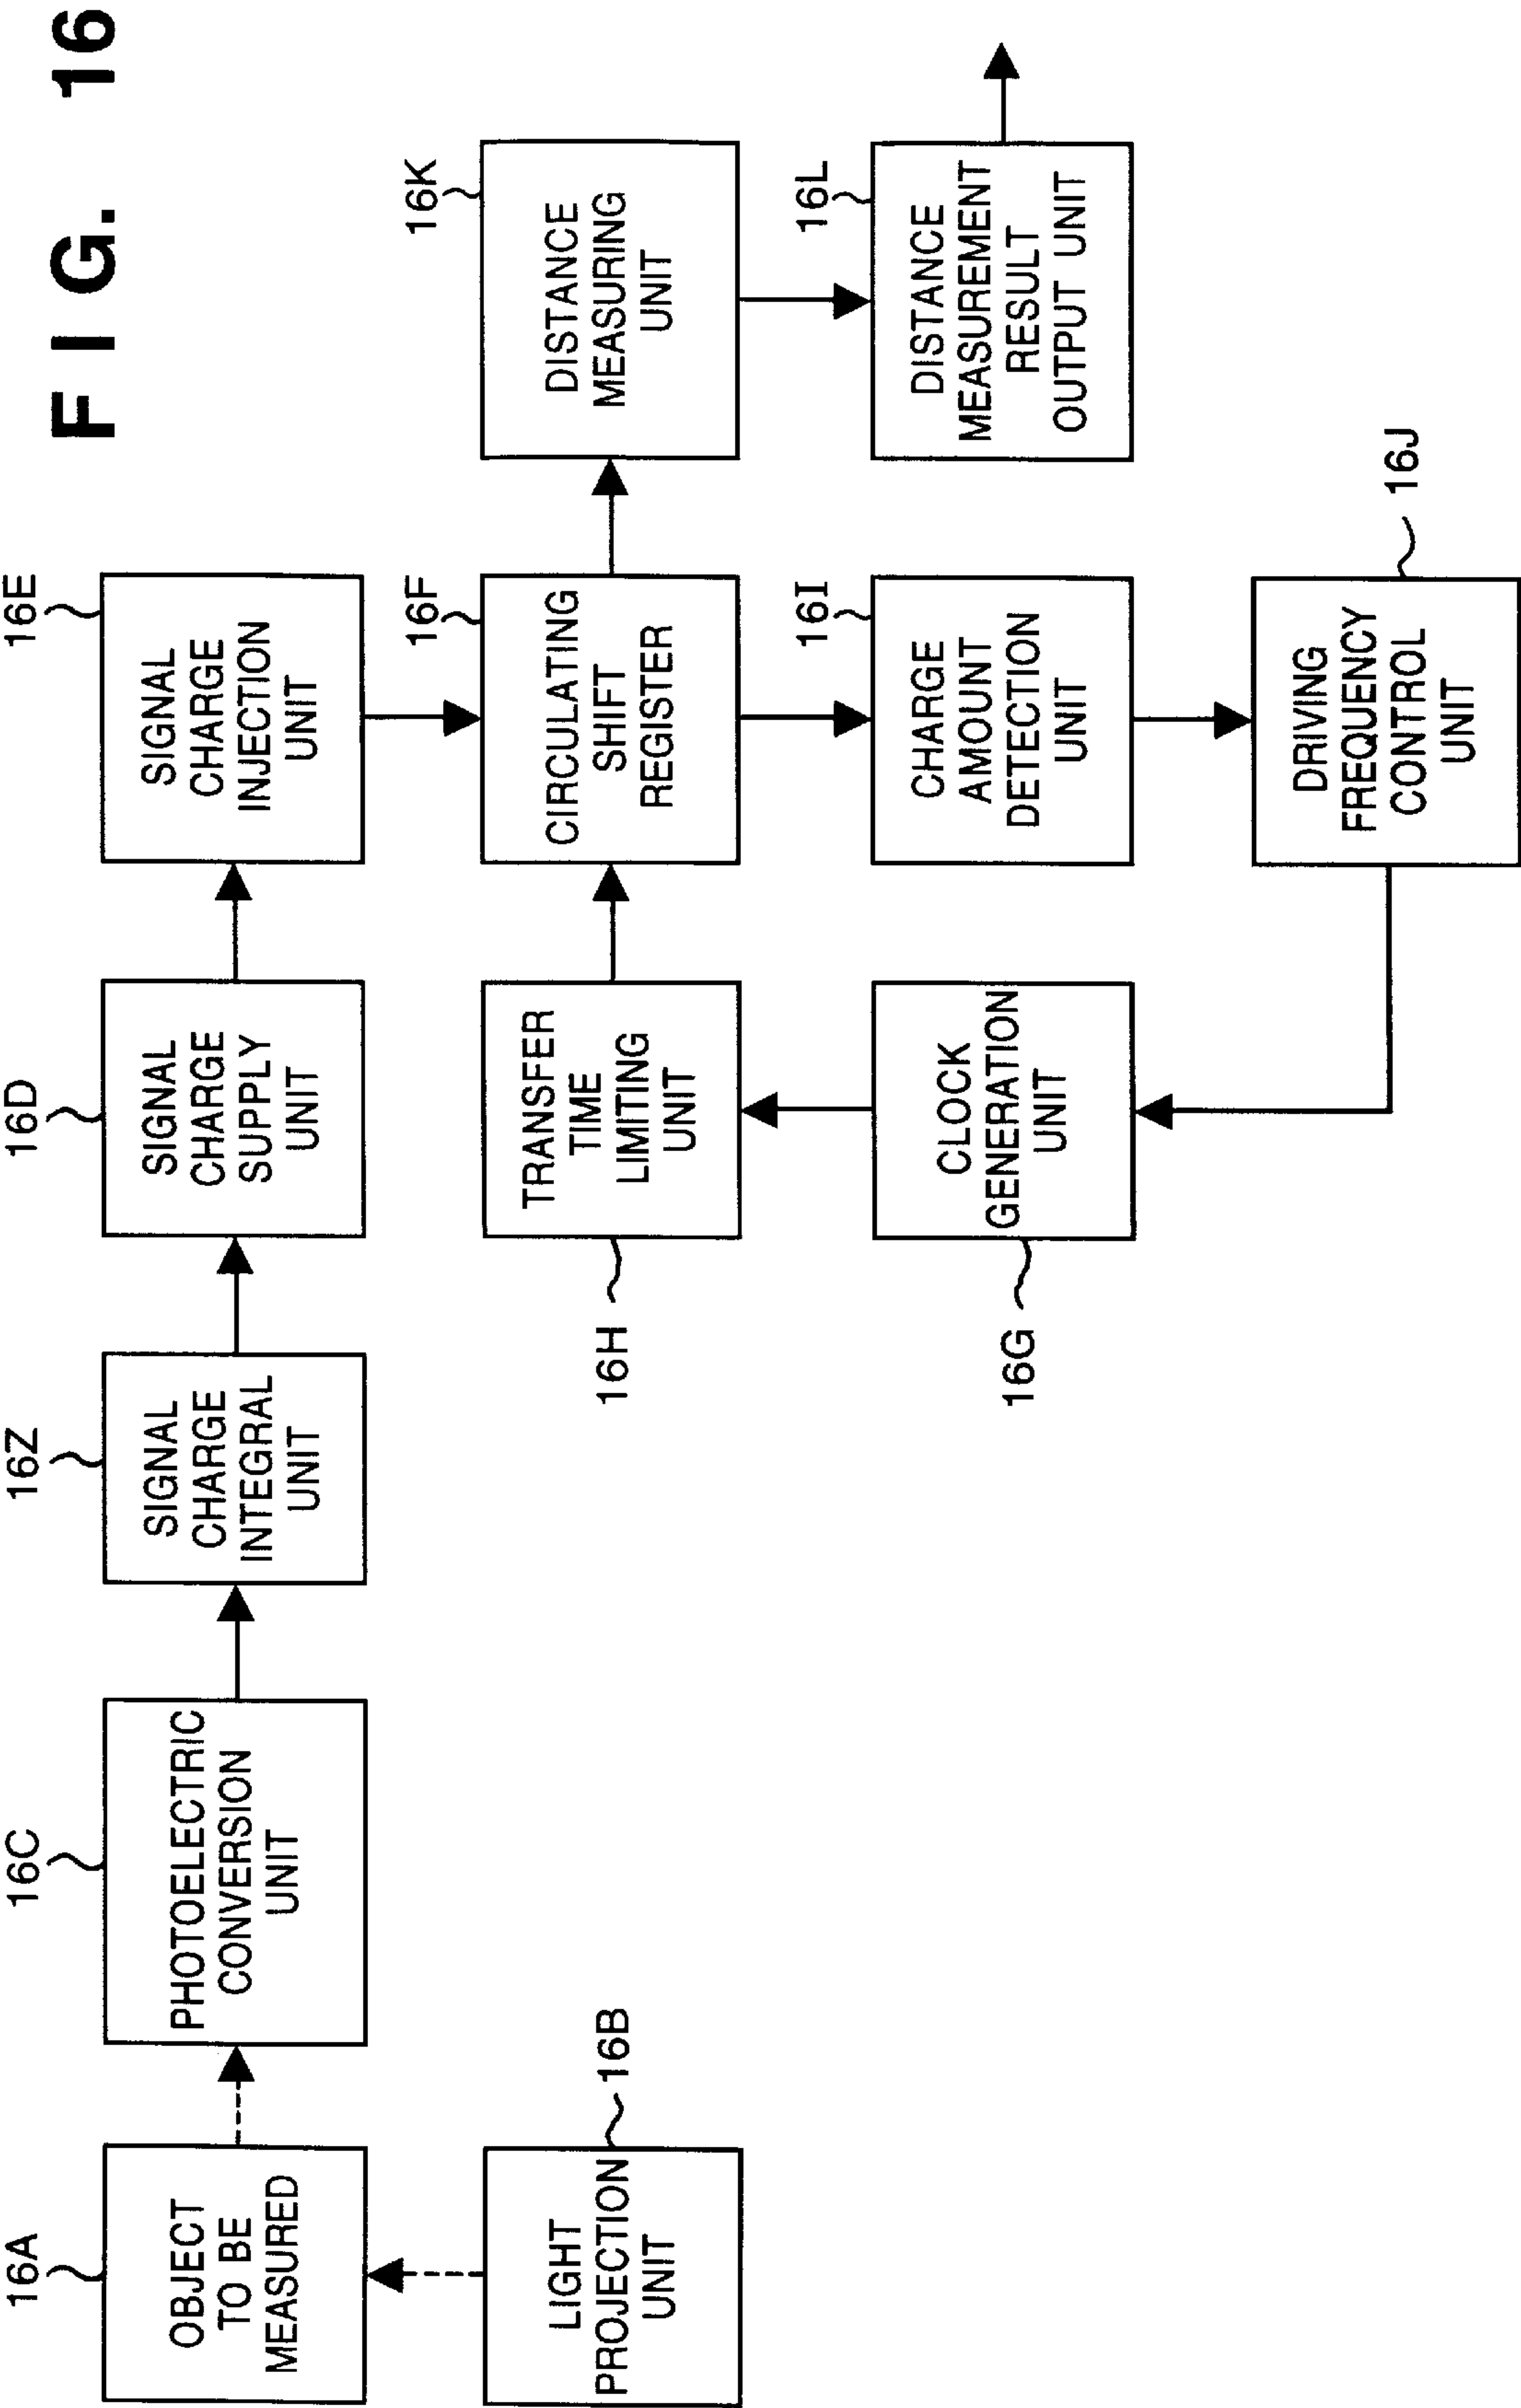 F I G. 16
16A
OBJECT
TO BE
MEASURED
16B
LIGHT
PROJECTION
UNIT
16C
PHOTOELECTRIC
CONVERSION
UNIT
16Z
SIGNAL
CHARGE
INTEGRAL
UNIT
16D
SIGNAL
CHARGE
SUPPLY
UNIT
16E
SIGNAL
CHARGE
INJECTION
UNIT
16F
CIRCULATING
SHIFT
REGISTER
16H
TRANSFER
TIME
LIMITING
UNIT
16G
CLOCK
GENERATION
UNIT
16I
CHARGE
AMOUNT
DETECTION
UNIT
16J
DRIVING
FREQUENCY
CONTROL
UNIT
16K
DISTANCE
MEASURING
UNIT
16L
DISTANCE
MEASUREMENT
RESULT
OUTPUT UNIT